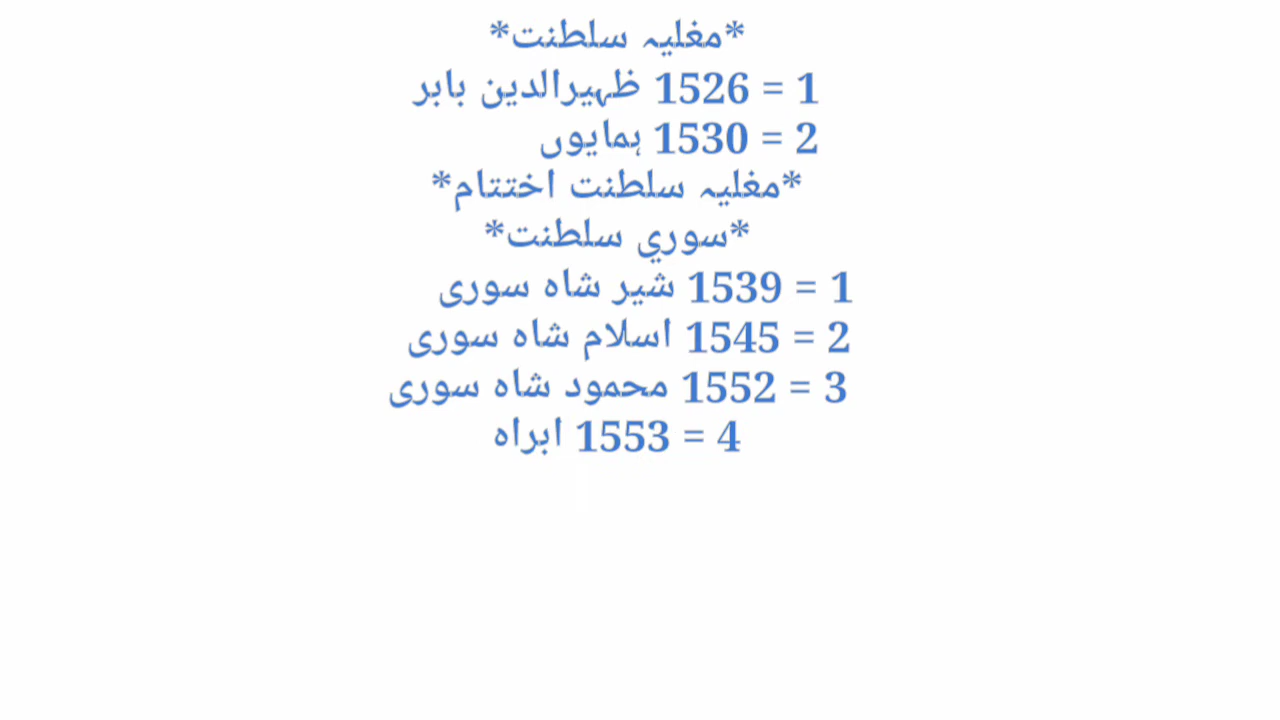 *مغلیہ سلطنت*
1 = 1526 ظہیرالدین بابر
2 = 1530 ہمایوں
*مغلیہ سلطنت اختتام*
*سوري سلطنت*
1 = 1539 شیر شاہ سوری
2 = 1545 اسلام شاہ سوری
3 = 1552 محمود شاہ سوری
4 = 1553 ابراہ